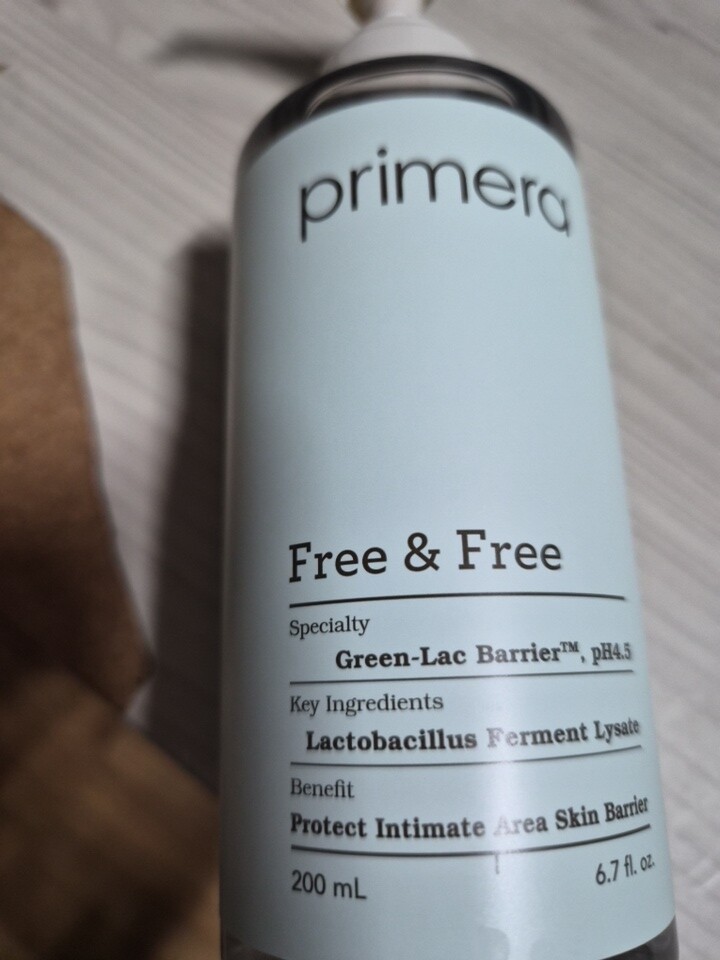 primera
Free & Free
Specialty
Green-Lac Barrier™, pH4.5
Key Ingredients
Lactobacillus Ferment Lysate
Benefit
Protect Intimate Area Skin Barrier
200 mL 6.7 fl. oz.